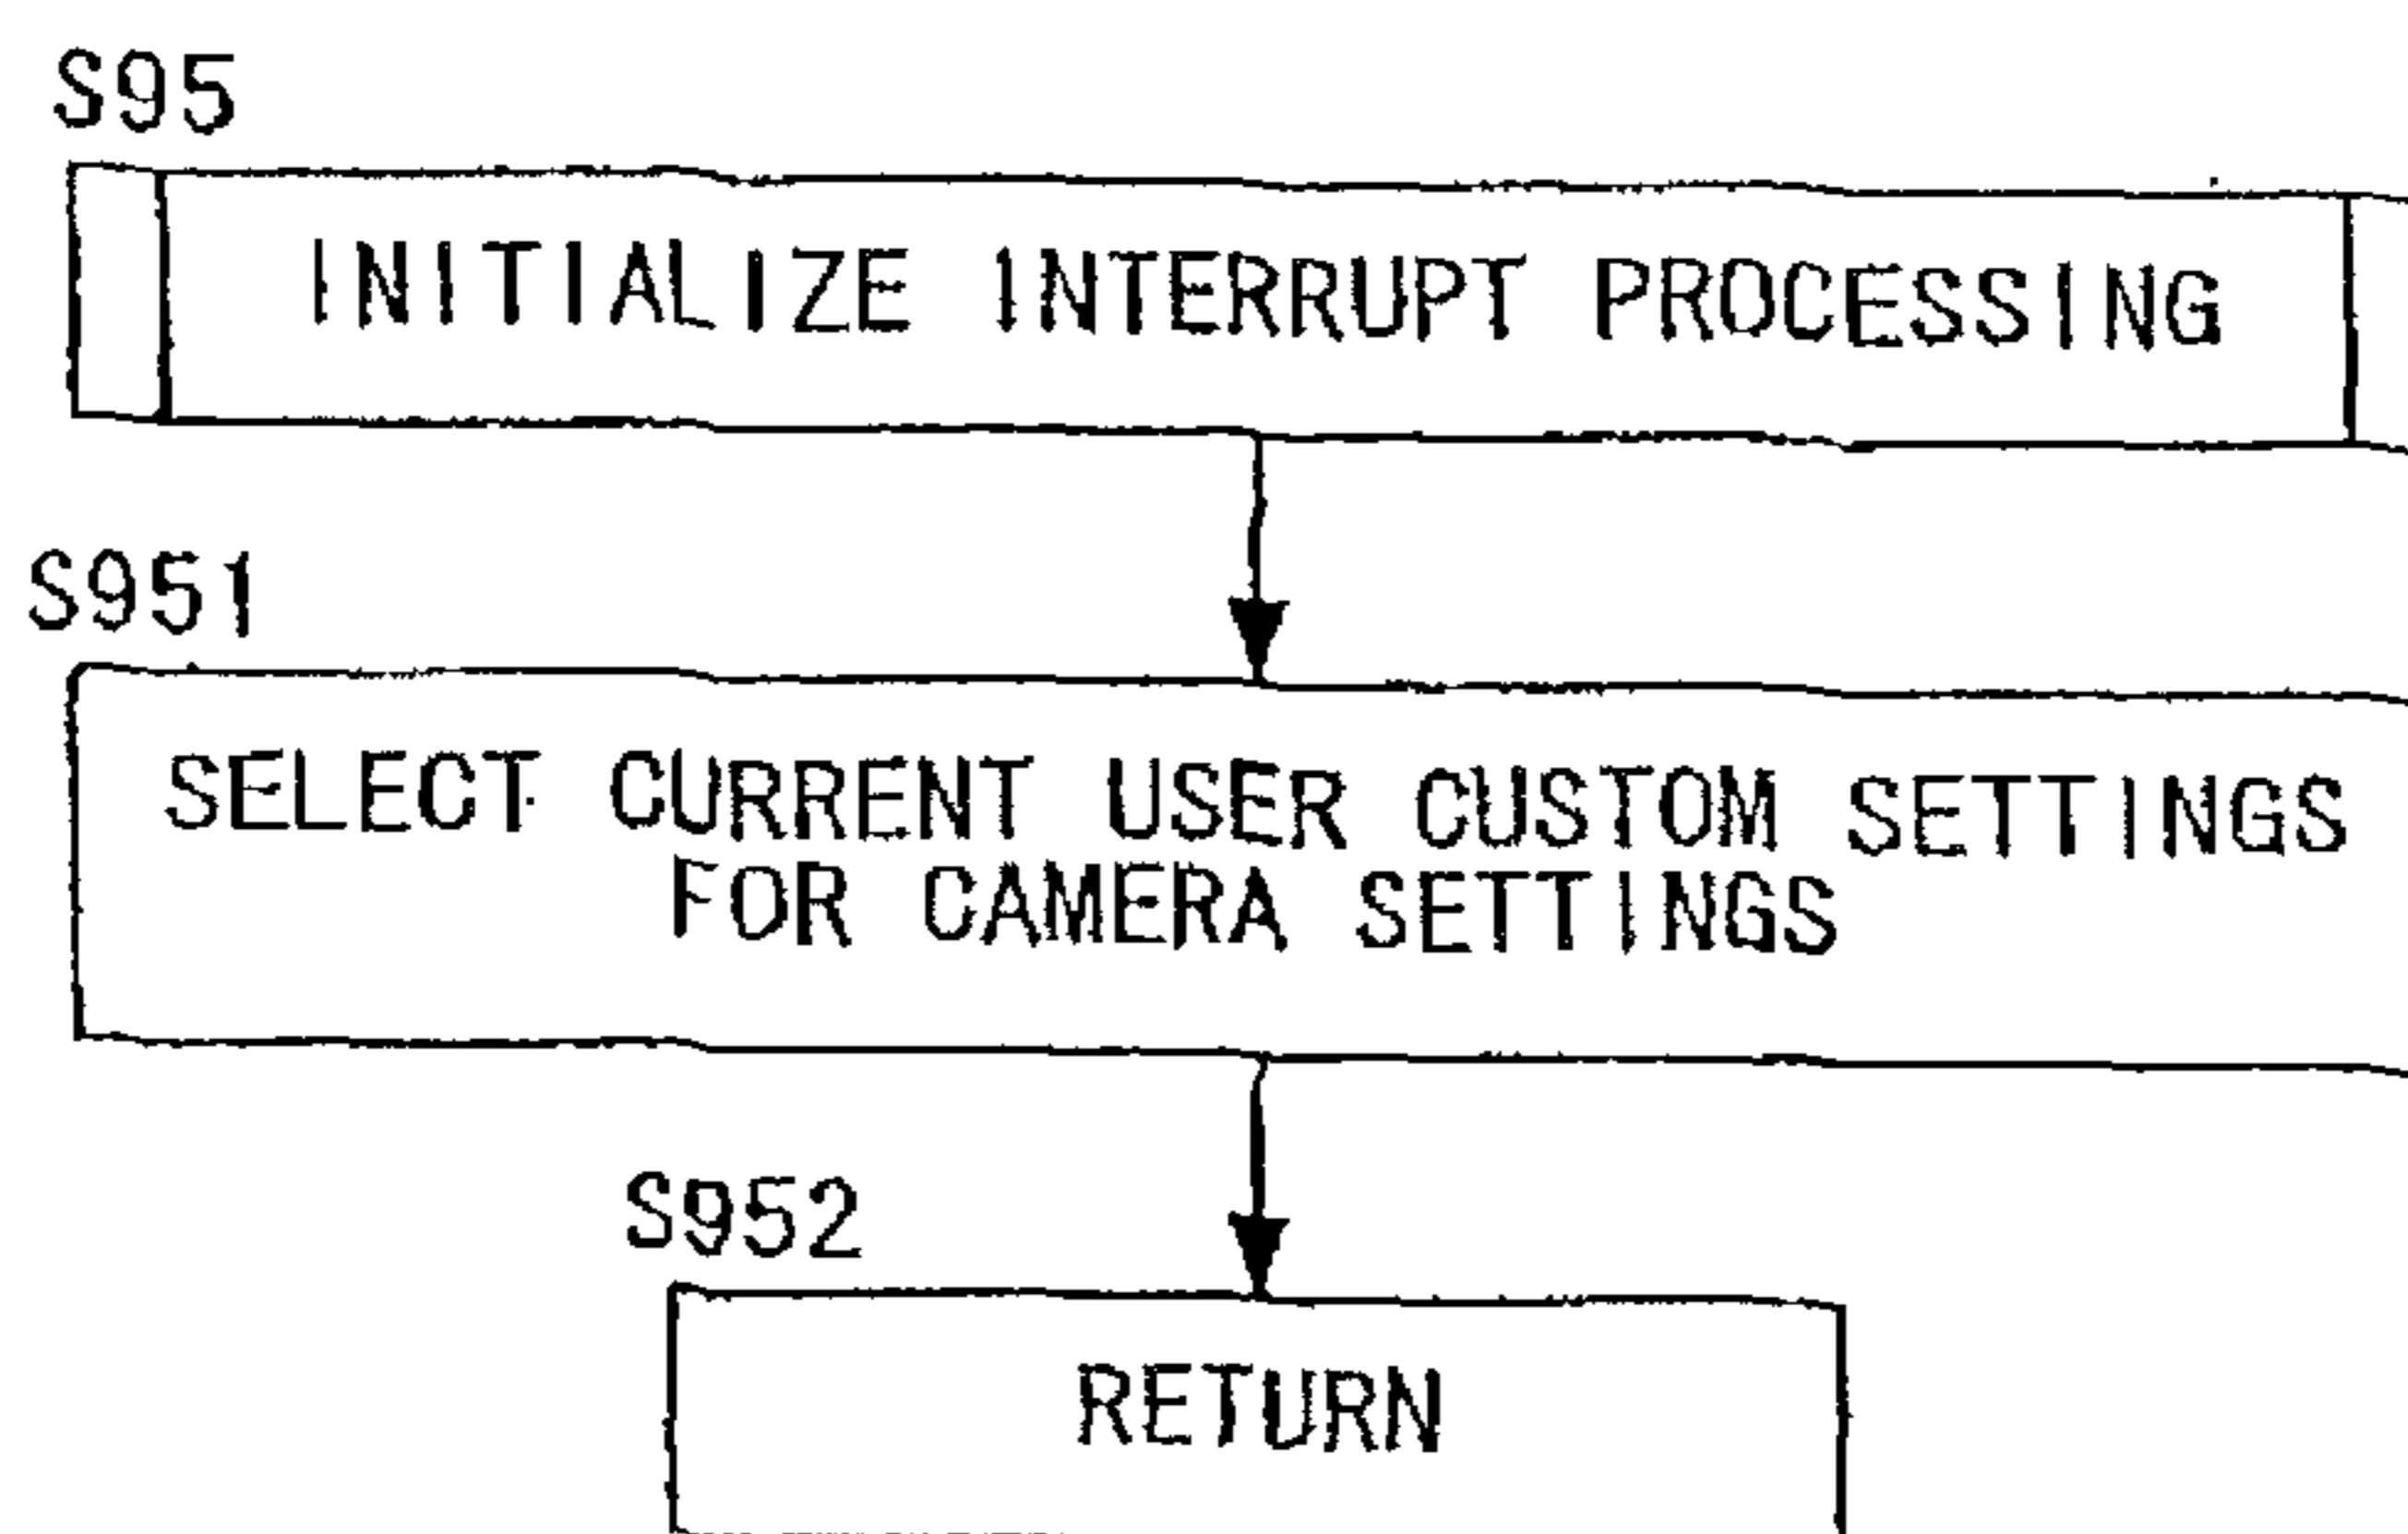 S95
INITIALIZE INTERRUPT PROCESSING
S951
SELECT CURRENT USER CUSTOM SETTINGS
FOR CAMERA SETTINGS
S952
RETURN